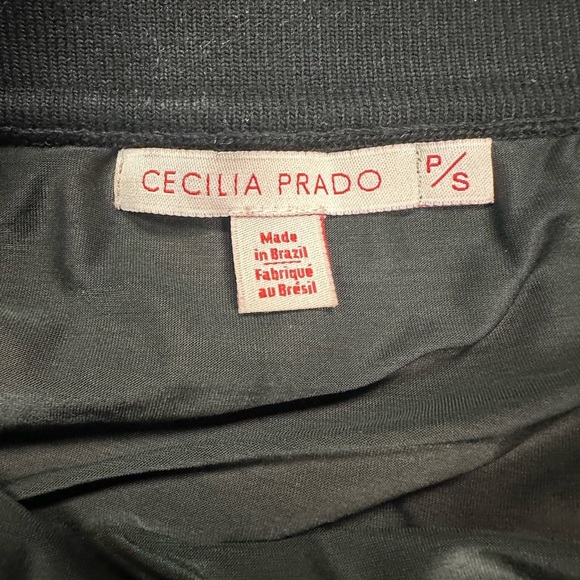 CECILIA PRADO
P/S
Made
in Brazil
Fabriqué
au Brésil